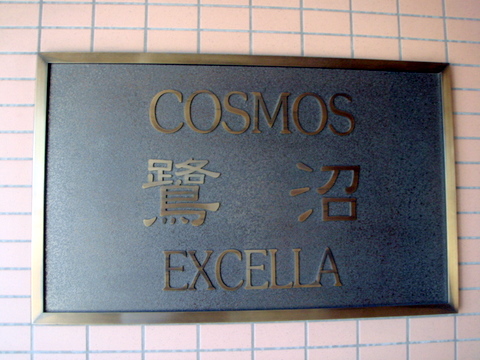 COSMOS
鷺 沼
EXCELLA